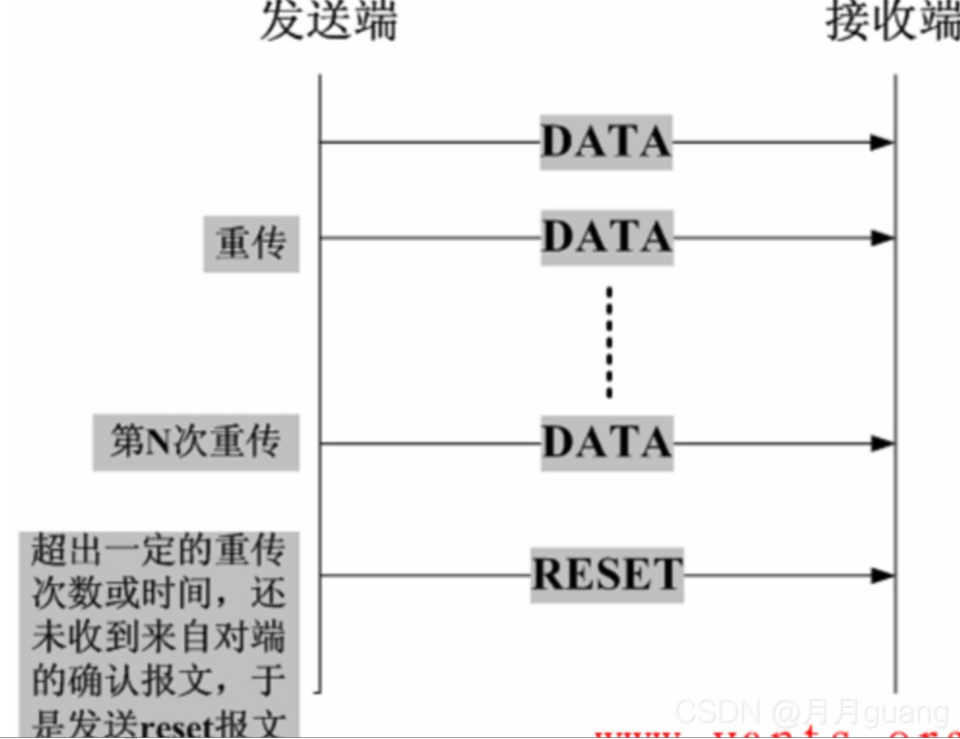 发送端 接收端
DATA
重传 DATA
第N次重传 DATA
RESET
超出一定的重传
次数或时间，还
未收到来自对端
的确认报文，于
是发送reset报文
CSDN @月月guang